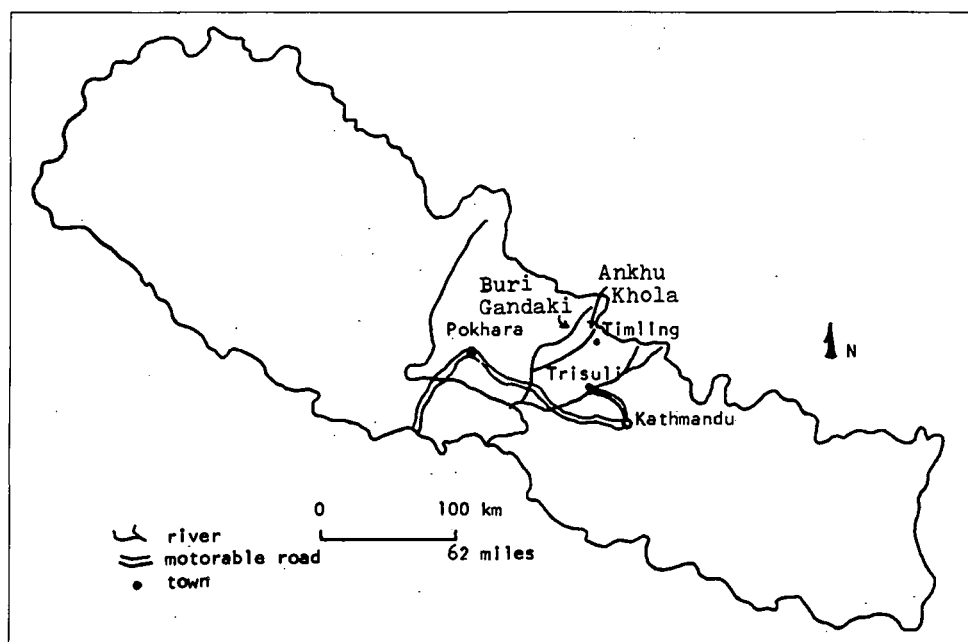 Ankhu
Khola
Buri
Gandaki
Timling
Pokhara
Trisuli
Kathmandu
N
0 100 km
62 miles
river
motorable road
town